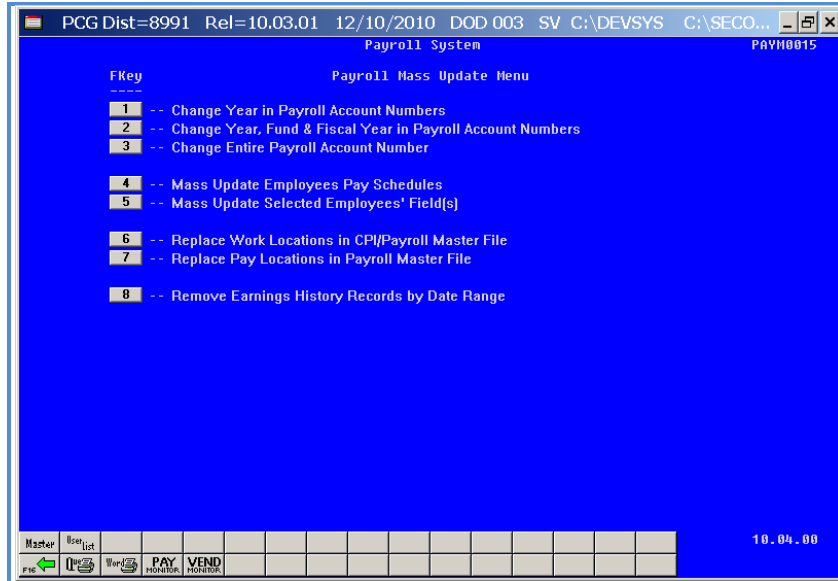 PCG Dist=8991 Rel=10.03.01 12/10/2010 DOD 003 SV C:\DEVSYS C:\SECO...
Payroll System PAYM0015
FKey Payroll Mass Update Menu
----
1 -- Change Year in Payroll Account Numbers
2 -- Change Year, Fund & Fiscal Year in Payroll Account Numbers
3 -- Change Entire Payroll Account Number
4 -- Mass Update Employees Pay Schedules
5 -- Mass Update Selected Employees' Field(s)
6 -- Replace Work Locations in CPI/Payroll Master File
7 -- Replace Pay Locations in Payroll Master File
8 -- Remove Earnings History Records by Date Range
Master User List 10.04.00
F16 Que Word PAY MONITOR VEND MONITOR